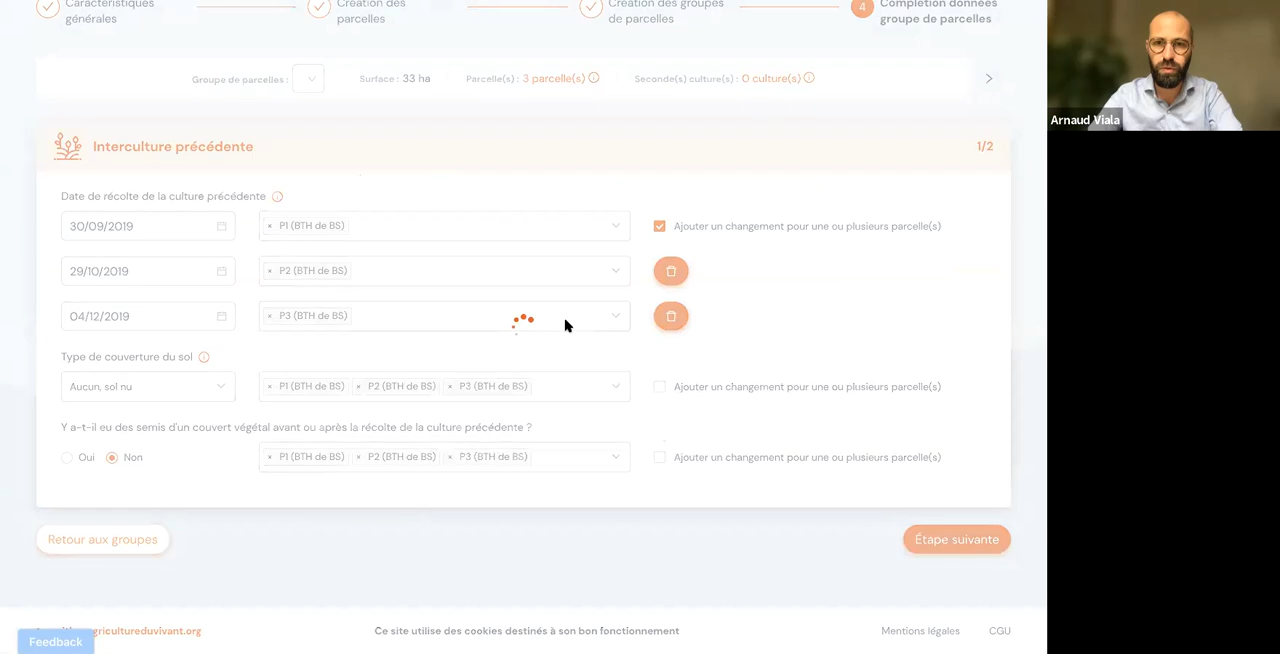 Caractéristiques
générales
Création des
parcelles
Création des groupes
de parcelles
4
Complétion données
groupe de parcelles
Groupe de parcelles :
Surface : 33 ha
Parcelle(s) : 3 parcelle(s)
Seconde(s) culture(s) : 0 culture(s)
Arnaud Viala
Interculture précédente
1/2
Date de récolte de la culture précédente
30/09/2019
× P1 (BTH de BS)
Ajouter un changement pour une ou plusieurs parcelle(s)
29/10/2019
× P2 (BTH de BS)
04/12/2019
× P3 (BTH de BS)
Type de couverture du sol
Aucun, sol nu
× P1 (BTH de BS) × P2 (BTH de BS) × P3 (BTH de BS)
Ajouter un changement pour une ou plusieurs parcelle(s)
Y a-t-il eu des semis d'un couvert végétal avant ou après la récolte de la culture précédente ?
Oui Non
× P1 (BTH de BS) × P2 (BTH de BS) × P3 (BTH de BS)
Ajouter un changement pour une ou plusieurs parcelle(s)
Retour aux groupes
Étape suivante
gricultureduvivant.org
Ce site utilise des cookies destinés à son bon fonctionnement
Mentions légales
CGU
Feedback